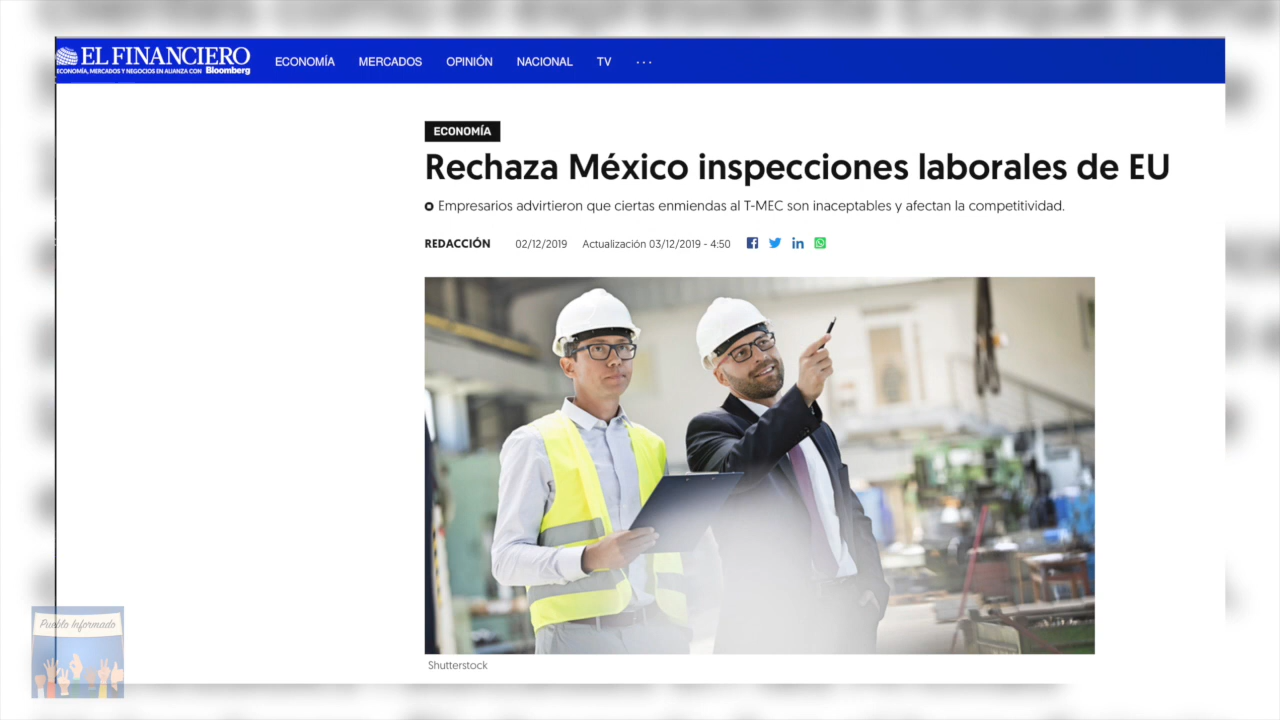 EL FINANCIERO
ECONOMÍA, MERCADOS Y NEGOCIOS EN ALIANZA CON Bloomberg
ECONOMÍA MERCADOS OPINIÓN NACIONAL TV ...
ECONOMÍA
Rechaza México inspecciones laborales de EU
Empresarios advirtieron que ciertas enmiendas al T-MEC son inaceptables y afectan la competitividad.
REDACCIÓN 02/12/2019 Actualización 03/12/2019 - 4:50
Shutterstock
Pueblo Informado